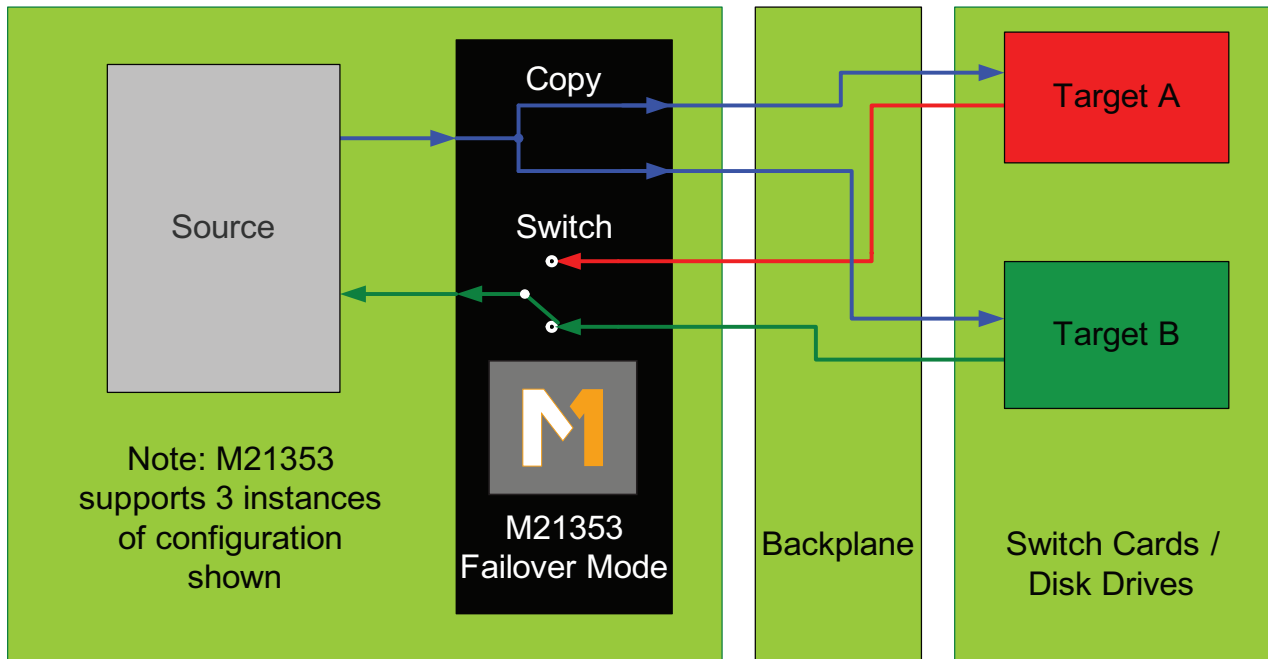 Copy
Target A
Source
Switch
Target B
M1
Note: M21353
supports 3 instances
of configuration
shown
M21353
Failover Mode
Backplane
Switch Cards /
Disk Drives